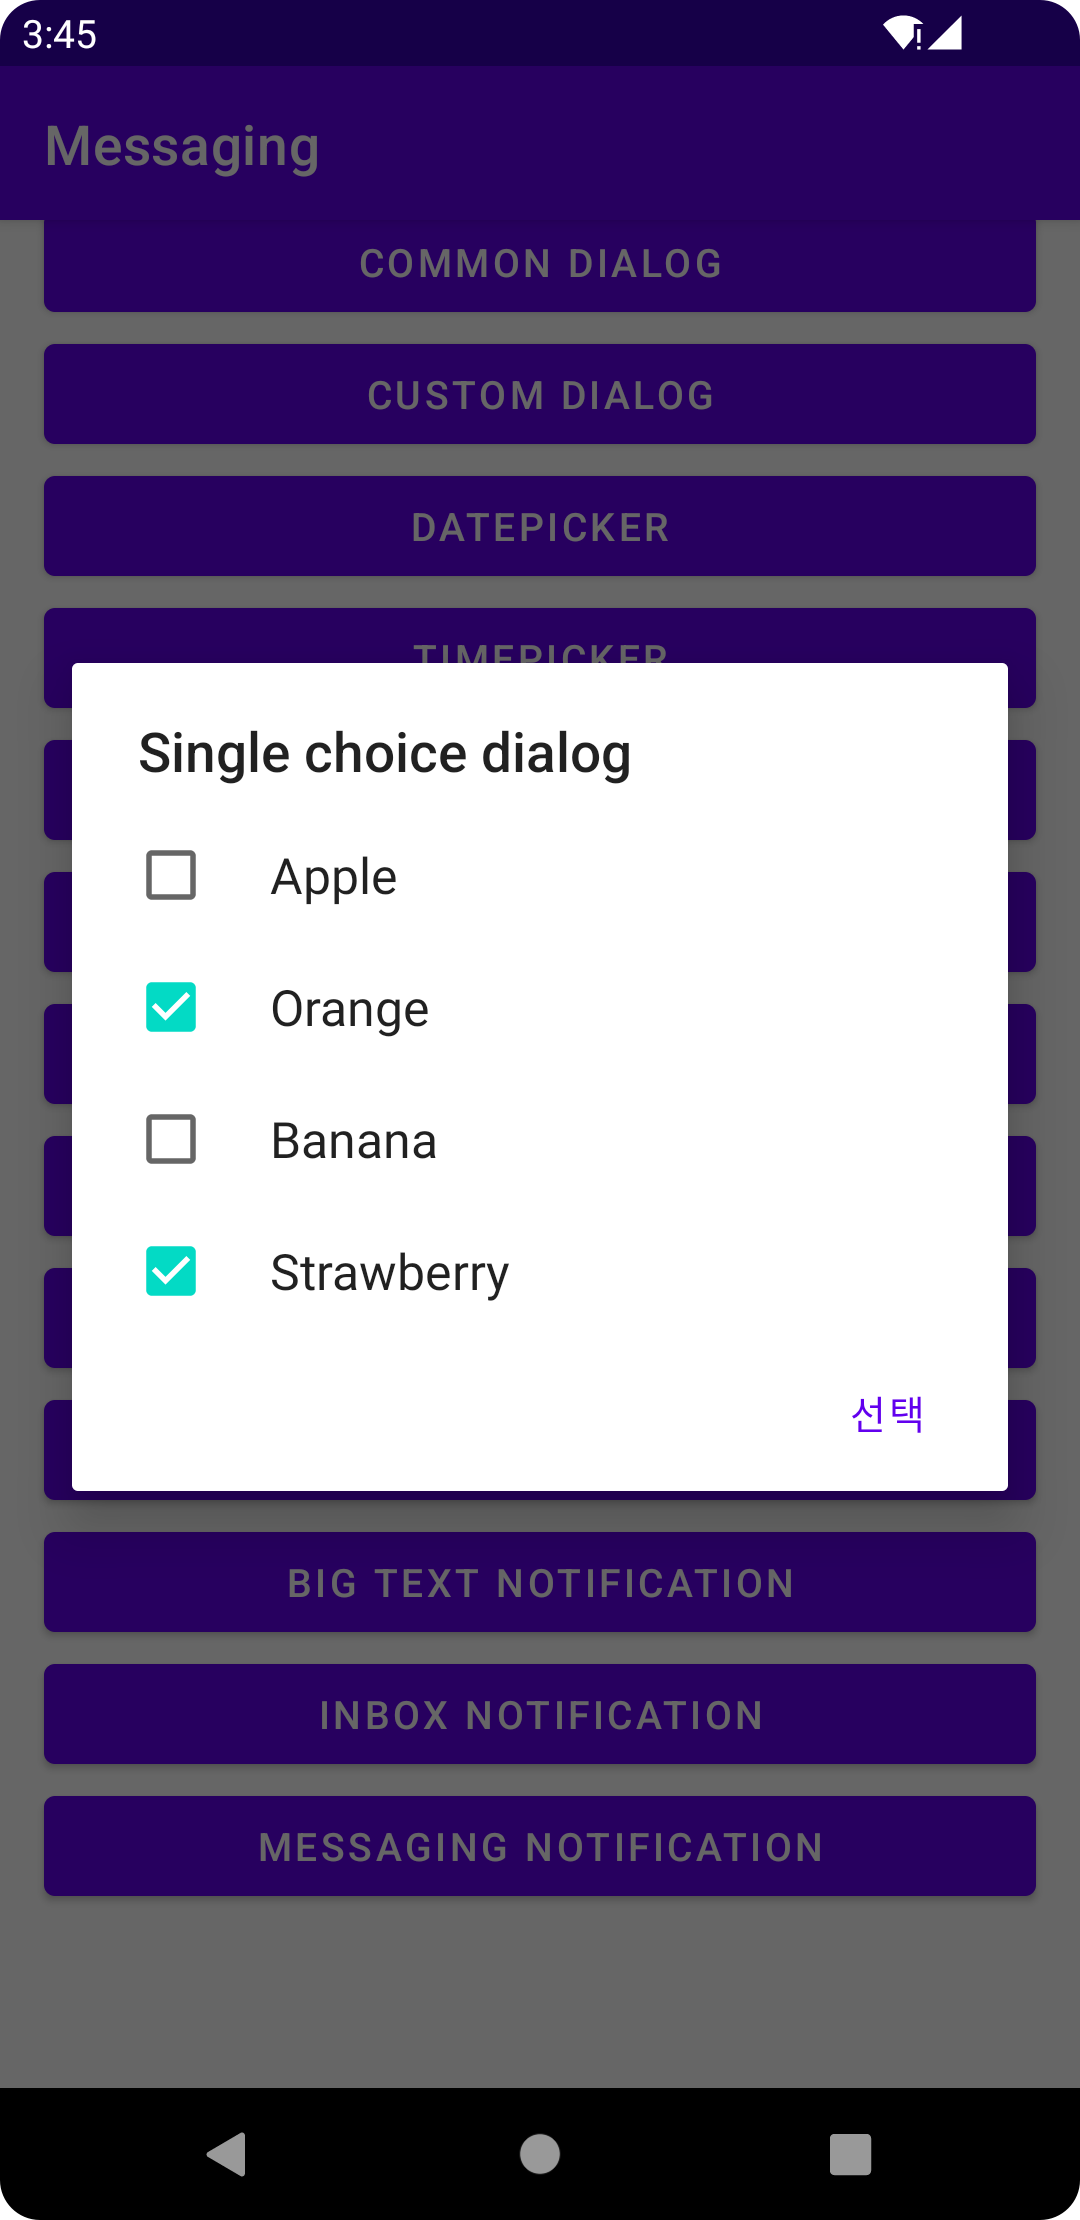 3:45
Messaging
COMMON DIALOG
CUSTOM DIALOG
DATEPICKER
TIMEPICKER
Single choice dialog
Apple
Orange
Banana
Strawberry
선택
BIG TEXT NOTIFICATION
INBOX NOTIFICATION
MESSAGING NOTIFICATION